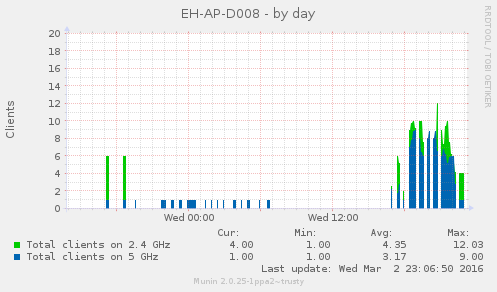 EH-AP-D008 - by day
RRDTOOL / TOBI OETIKER
Clients
20
18
16
14
12
10
8
6
4
2
0
Wed 00:00 Wed 12:00
Cur: Min: Avg: Max:
Total clients on 2.4 GHz 4.00 1.00 4.35 12.03
Total clients on 5 GHz 1.00 1.00 3.17 9.00
Last update: Wed Mar 2 23:06:50 2016
Munin 2.0.25-1ppa2~trusty